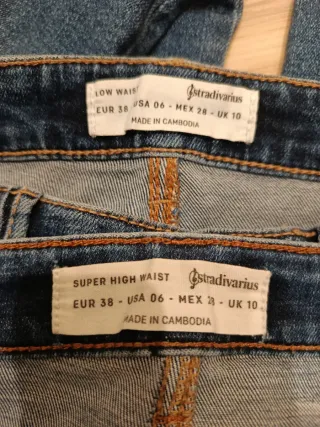 LOW WAIST stradivarius
EUR 38 - USA 06 - MEX 28 - UK 10
MADE IN CAMBODIA
SUPER HIGH WAIST stradivarius
EUR 38 - USA 06 - MEX 28 - UK 10
MADE IN CAMBODIA